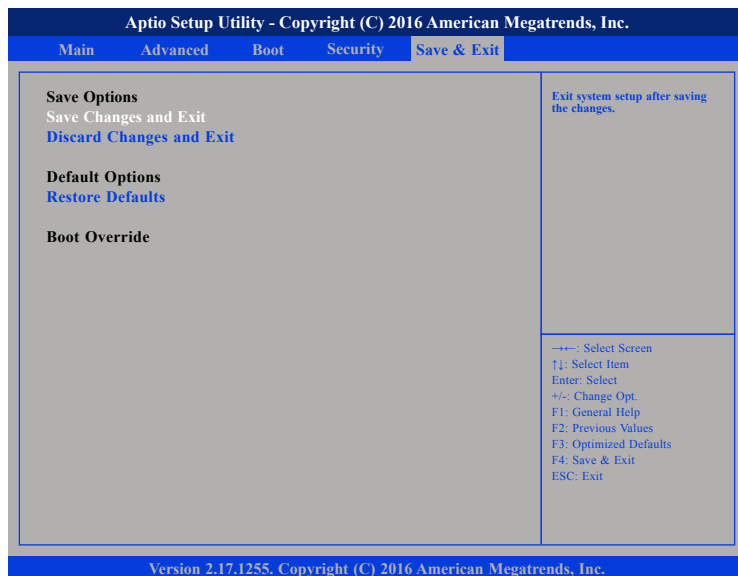 Aptio Setup Utility - Copyright (C) 2016 American Megatrends, Inc.
Main Advanced Boot Security Save & Exit
Save Options
Save Changes and Exit
Discard Changes and Exit
Default Options
Restore Defaults
Boot Override
Exit system setup after saving
the changes.
→←: Select Screen
↑↓: Select Item
Enter: Select
+/-: Change Opt.
F1: General Help
F2: Previous Values
F3: Optimized Defaults
F4: Save & Exit
ESC: Exit
Version 2.17.1255. Copyright (C) 2016 American Megatrends, Inc.